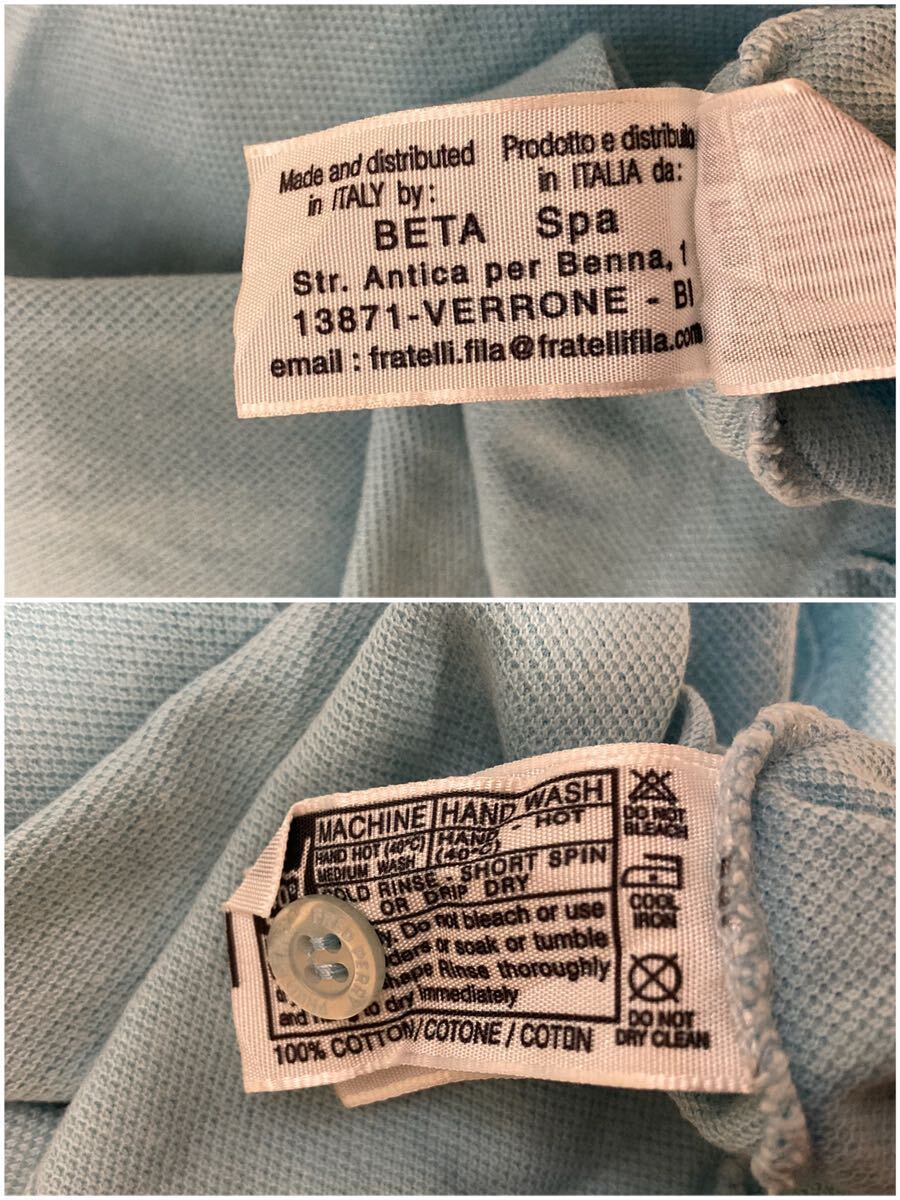 Made and distributed
in ITALY by:
Prodotto e distribuito
in ITALIA da:
BETA Spa
Str. Antica per Benna, 1
13871-VERRONE - BI
email : fratelli.fila@fratellifila.com
MACHINE HAND WASH
HAND HOT (40°C)
MEDIUM WASH
HAND - HOT
(40°C)
COLD RINSE - SHORT SPIN
OR DRIP DRY
Do not bleach or use
or soak or tumble
Rinse thoroughly
and to dry immediately
100% COTTON/COTONE/COTON
DO NOT
BLEACH
COOL
IRON
DO NOT
DRY CLEAN
FRED PERRY